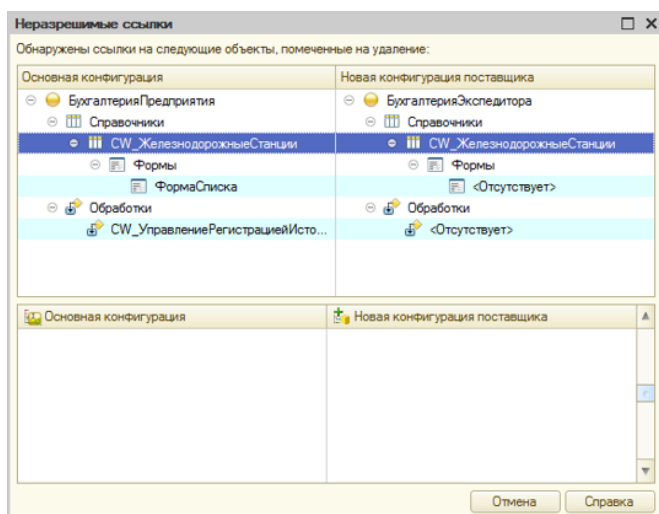 Неразрешимые ссылки
Обнаружены ссылки на следующие объекты, помеченные на удаление:
Основная конфигурация Новая конфигурация поставщика
БухгалтерияПредприятия БухгалтерияЭкспедитора
Справочники Справочники
CW_ЖелезнодорожныеСтанции CW_ЖелезнодорожныеСтанции
Формы Формы
ФормаСписка <Отсутствует>
Обработки Обработки
CW_УправлениеРегистрациейИсто... <Отсутствует>
Основная конфигурация Новая конфигурация поставщика
Отмена Справка